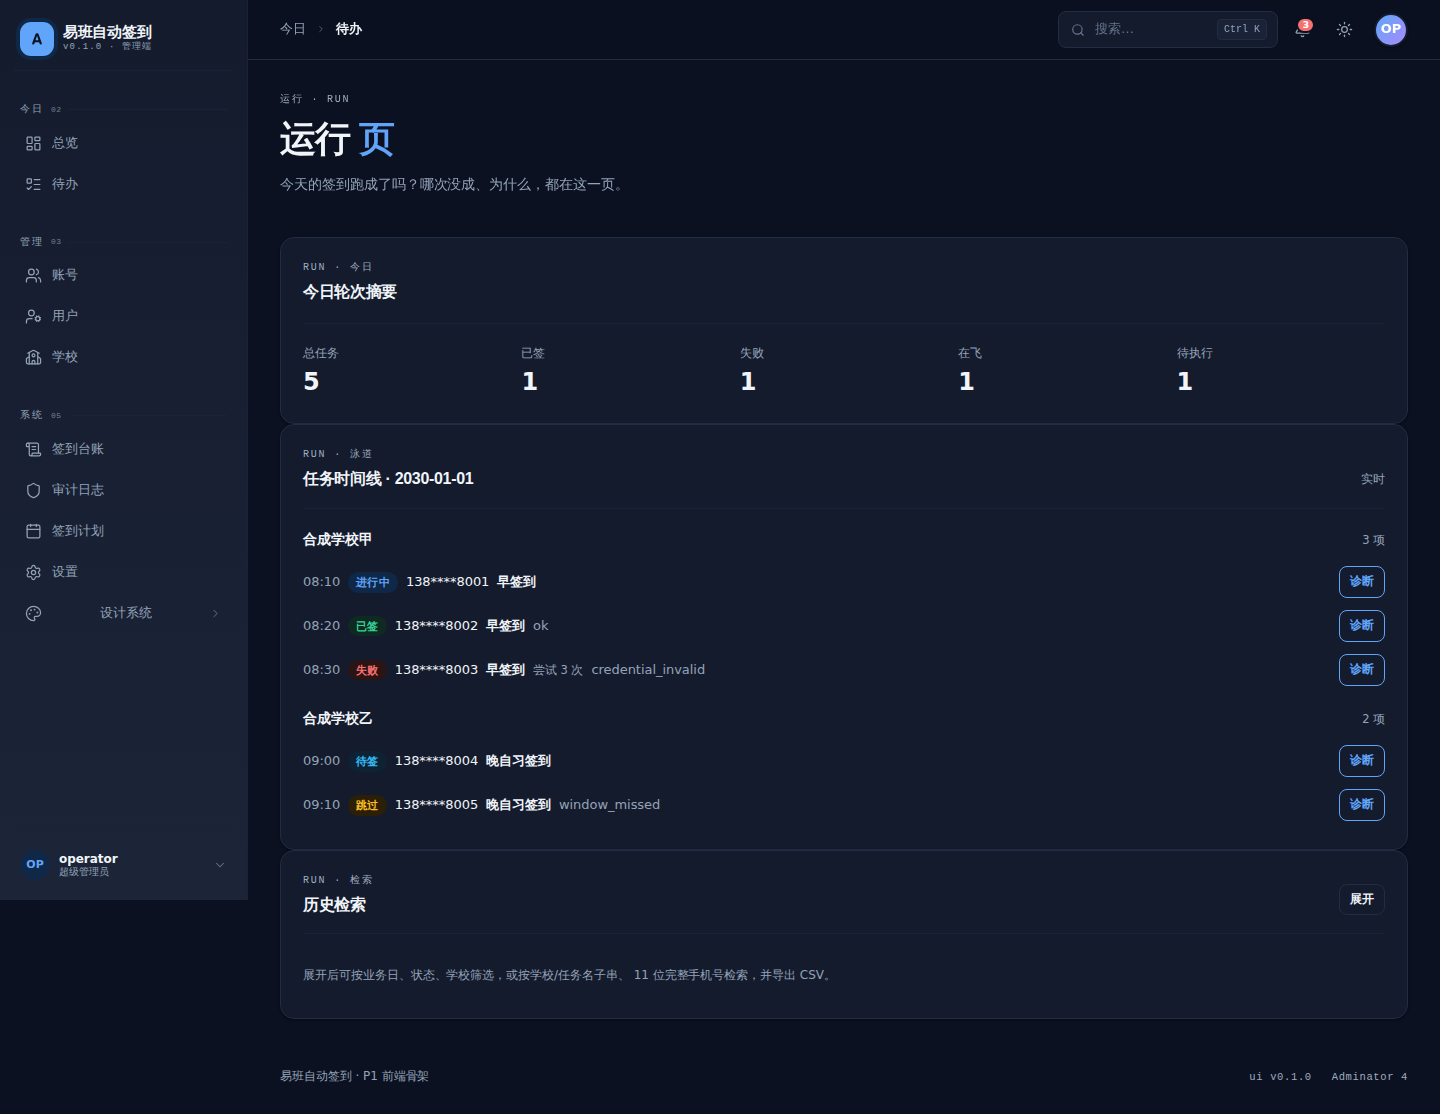 A 易班自动签到
v0.1.0 · 管理端
今日 02
总览
待办
管理 03
账号
用户
学校
系统 05
签到台账
审计日志
签到计划
设置
设计系统
OP operator
超级管理员
今日 › 待办
搜索… Ctrl K
3
OP
运行 · RUN
运行 页
今天的签到跑成了吗？哪次没成、为什么，都在这一页。
RUN · 今日
今日轮次摘要
总任务 已签 失败 在飞 待执行
5 1 1 1 1
RUN · 泳道
任务时间线 · 2030-01-01 实时
合成学校甲 3 项
08:10 进行中 138****8001 早签到 诊断
08:20 已签 138****8002 早签到 ok 诊断
08:30 失败 138****8003 早签到 尝试 3 次 credential_invalid 诊断
合成学校乙 2 项
09:00 待签 138****8004 晚自习签到 诊断
09:10 跳过 138****8005 晚自习签到 window_missed 诊断
RUN · 检索
历史检索 展开
展开后可按业务日、状态、学校筛选，或按学校/任务名子串、 11 位完整手机号检索，并导出 CSV。
易班自动签到 · P1 前端骨架 ui v0.1.0 Adminator 4